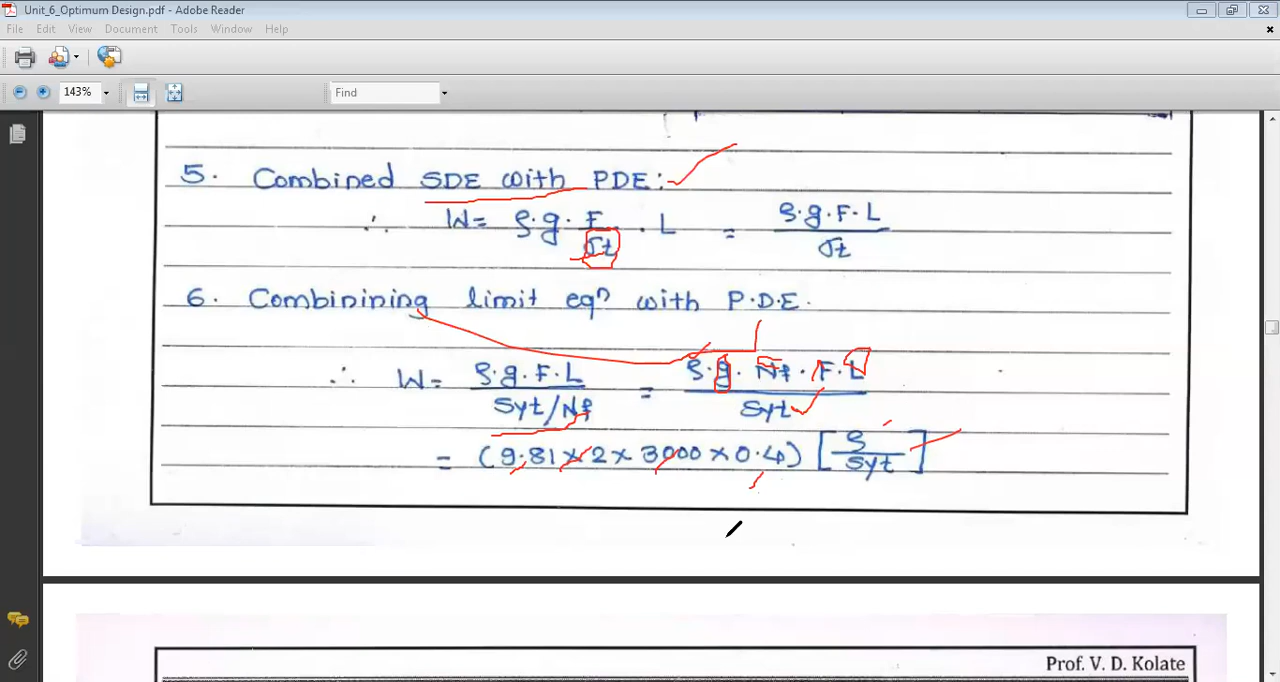 Unit_6_Optimum Design.pdf - Adobe Reader
File Edit View Document Tools Window Help
143% Find
5. Combined SDE with PDE:
∴ W = ρ·g·F/σt · L = ρ·g·F·L/σt
6. Combinining limit eqⁿ with P.D.E.
∴ W = ρ·g·F·L/(Syt/Nf) = ρ·g·Nf·F·L/Syt
= (9.81 × 2 × 3000 × 0.4) [ρ/Syt]
Prof. V. D. Kolate